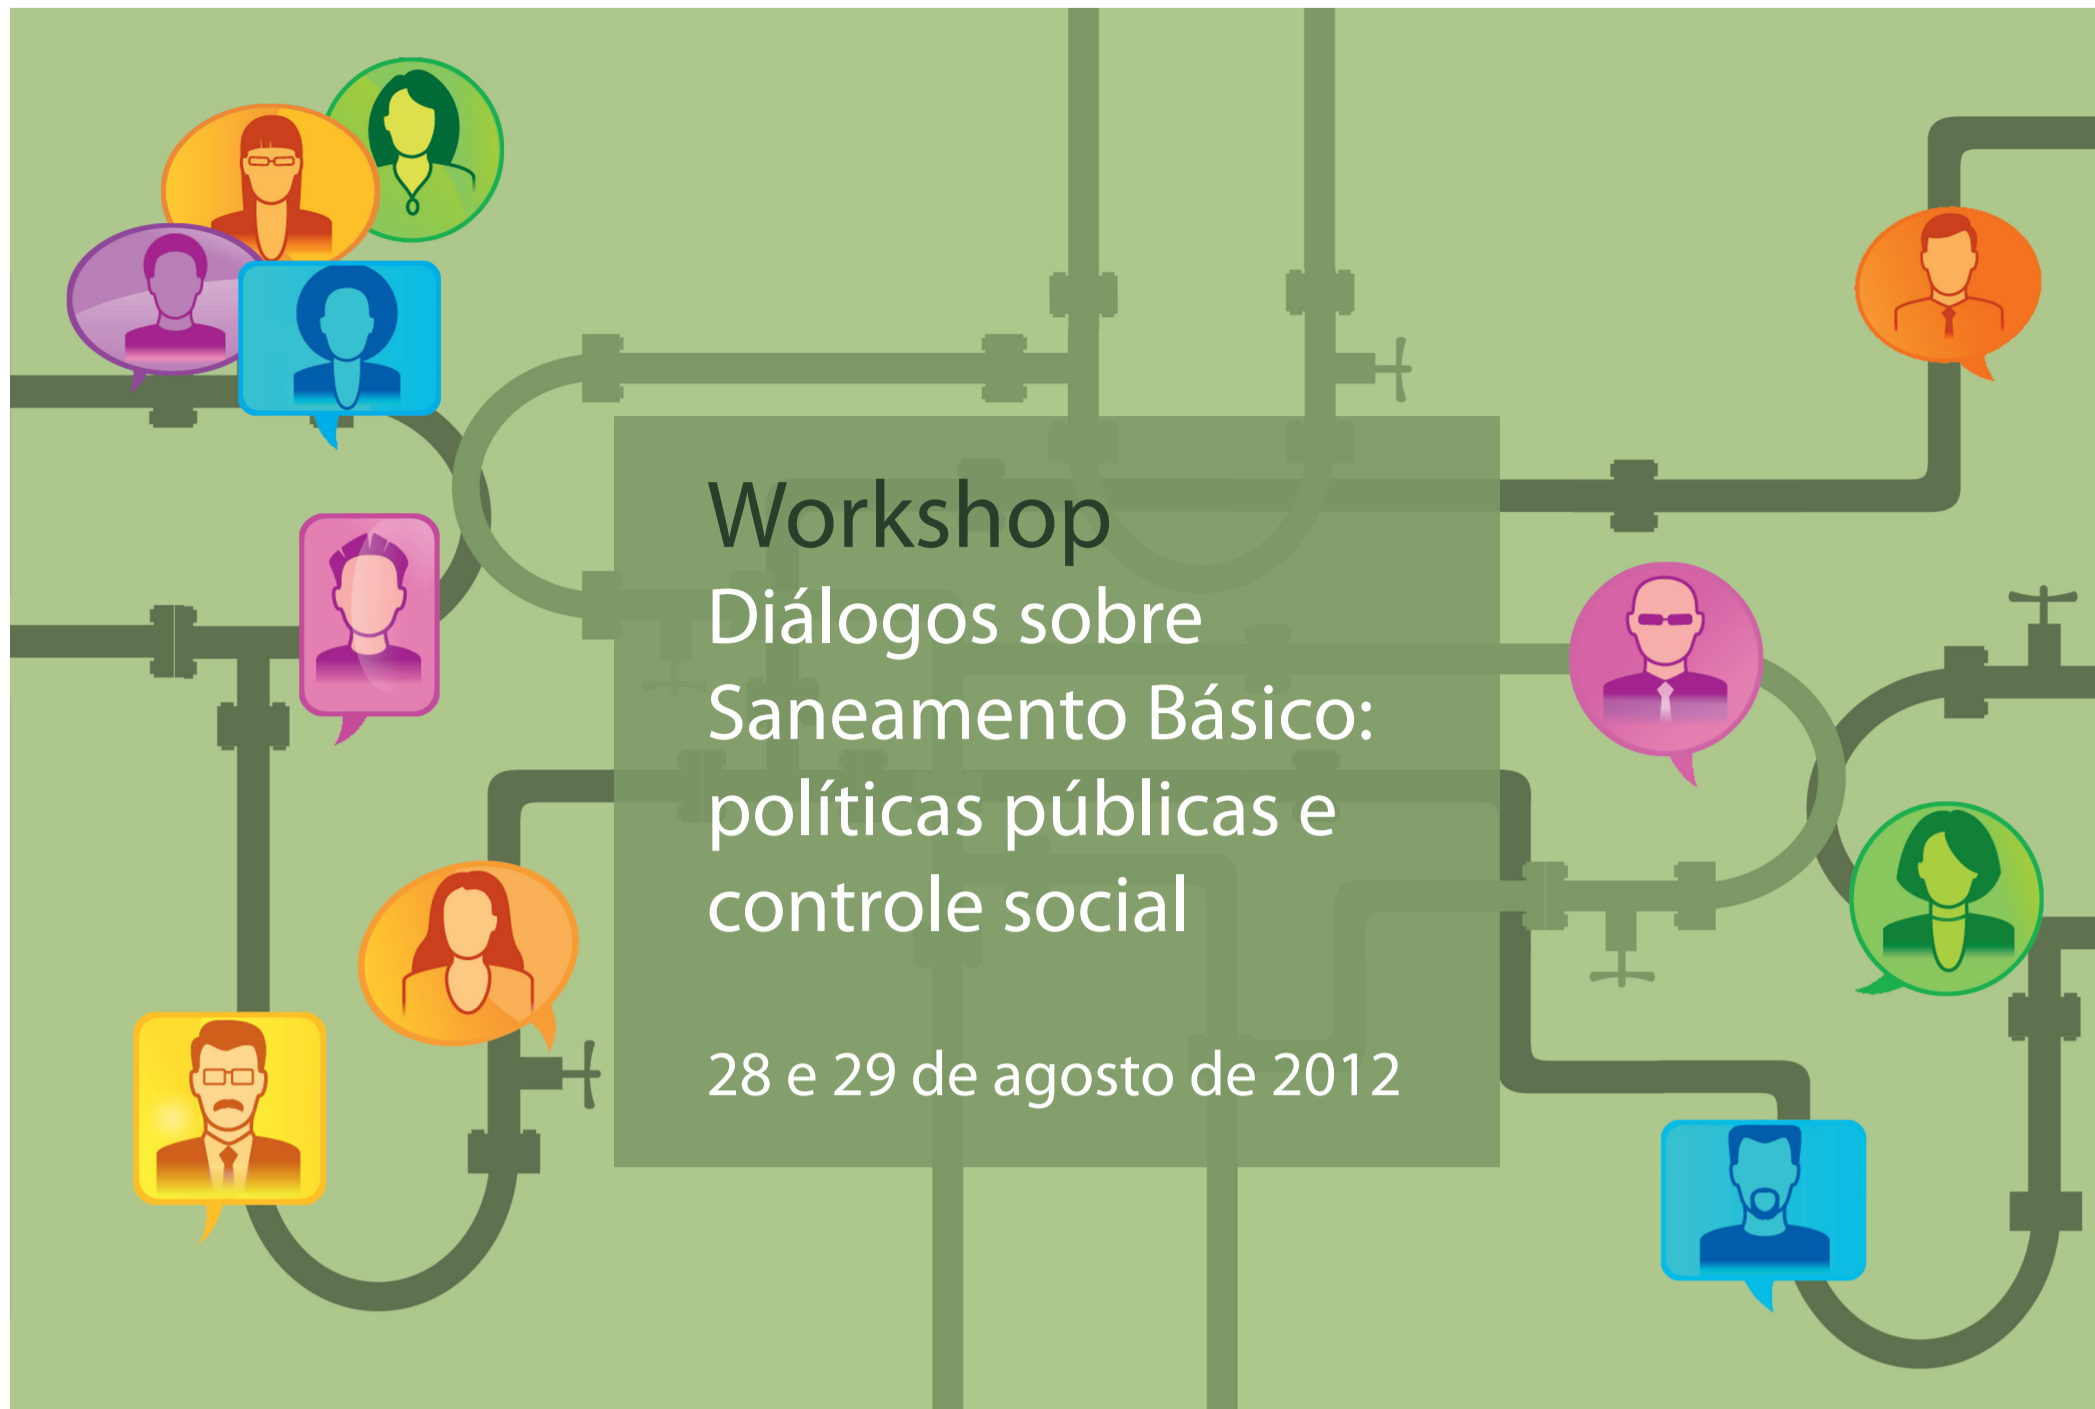 Workshop
Diálogos sobre
Saneamento Básico:
políticas públicas e
controle social
28 e 29 de agosto de 2012